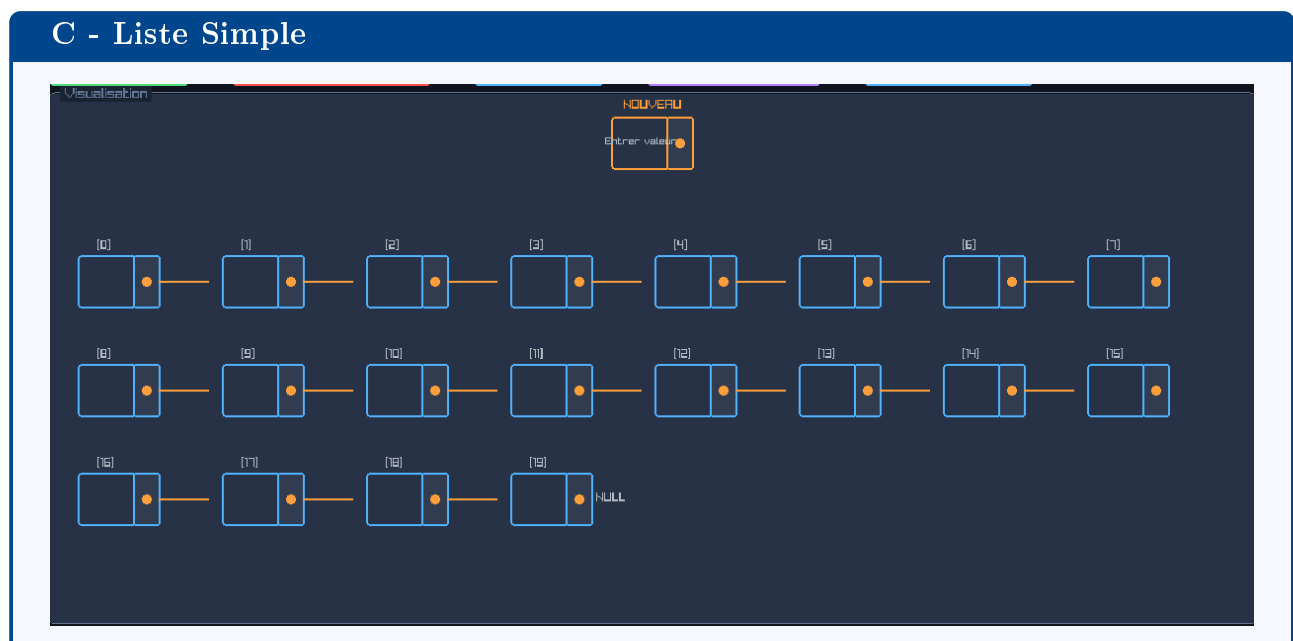 C - Liste Simple
Visualisation
NOUVEAU
Entrer valeur
[0] [1] [2] [3] [4] [5] [6] [7]
[8] [9] [10] [11] [12] [13] [14] [15]
[16] [17] [18] [19]
NULL